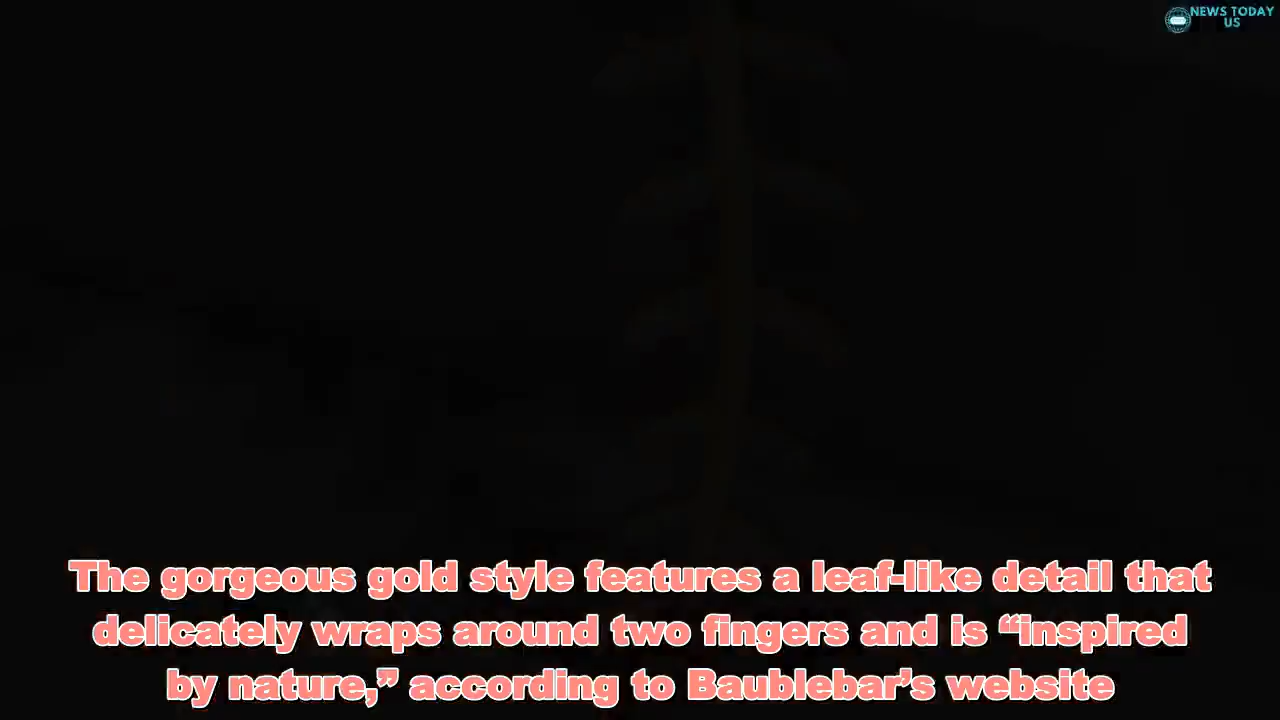 NEWS TODAY
US
The gorgeous gold style features a leaf-like detail that
delicately wraps around two fingers and is “inspired
by nature,” according to Baublebar’s website